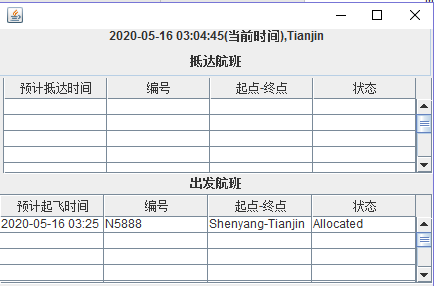 2020-05-16 03:04:45(当前时间),Tianjin
抵达航班
预计抵达时间 编号 起点-终点 状态
出发航班
预计起飞时间 编号 起点-终点 状态
2020-05-16 03:25 N5888 Shenyang-Tianjin Allocated